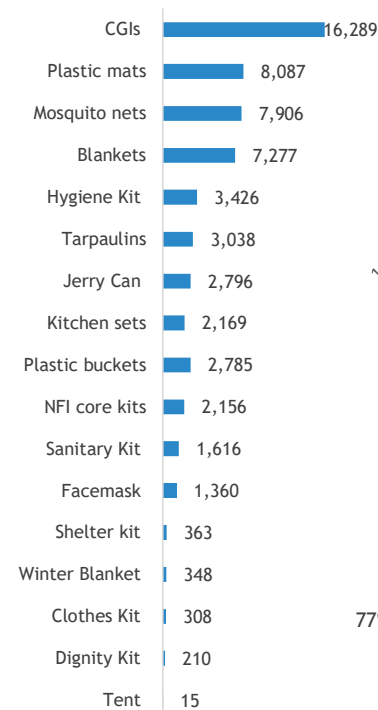 CGIs 16,289
Plastic mats 8,087
Mosquito nets 7,906
Blankets 7,277
Hygiene Kit 3,426
Tarpaulins 3,038
Jerry Can 2,796
Kitchen sets 2,169
Plastic buckets 2,785
NFI core kits 2,156
Sanitary Kit 1,616
Facemask 1,360
Shelter kit 363
Winter Blanket 348
Clothes Kit 308
77
Dignity Kit 210
Tent 15